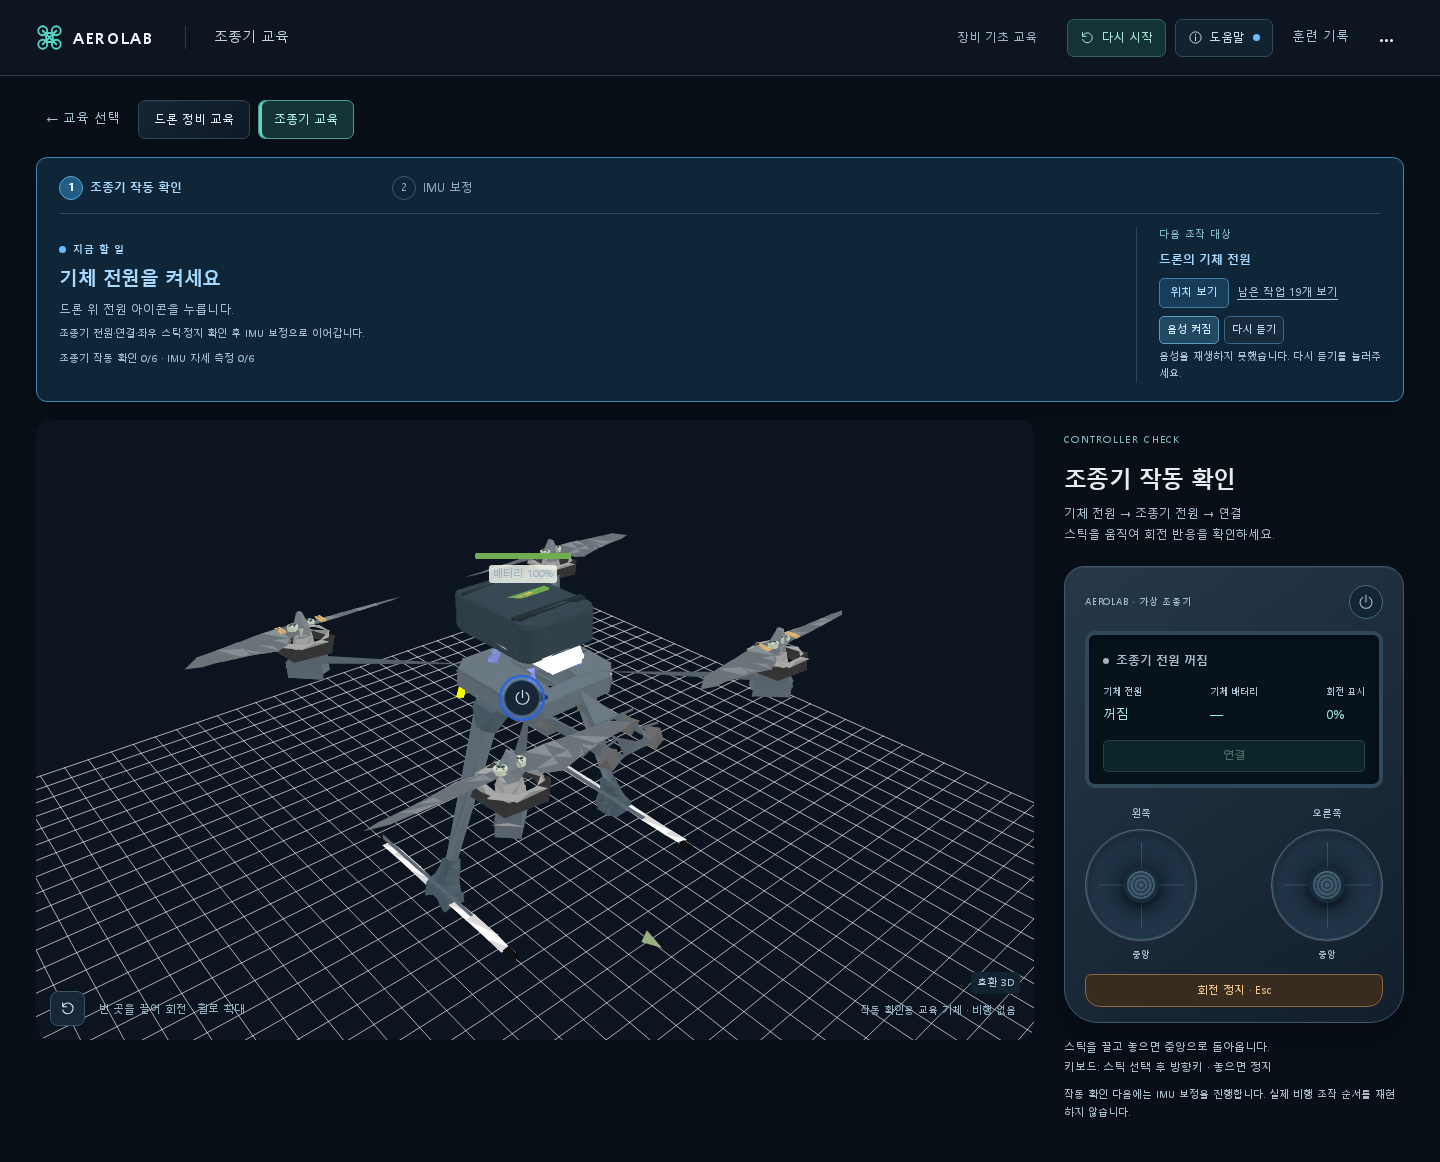 AEROLAB
조종기 교육
장비 기초 교육
다시 시작
도움말
훈련 기록
...
← 교육 선택
드론 정비 교육
조종기 교육
1 조종기 작동 확인
2 IMU 보정
지금 할 일
기체 전원을 켜세요
드론 위 전원 아이콘을 누릅니다.
조종기 전원·연결·좌우 스틱·정지 확인 후 IMU 보정으로 이어갑니다.
조종기 작동 확인 0/6 · IMU 자세 측정 0/6
다음 조작 대상
드론의 기체 전원
위치 보기
남은 작업 19개 보기
음성 켜짐
다시 듣기
음성을 재생하지 못했습니다. 다시 듣기를 눌러주
세요.
배터리 100%
빈 곳을 끌어 회전 · 휠로 확대
호환 3D
작동 확인용 교육 기체 · 비행 없음
CONTROLLER CHECK
조종기 작동 확인
기체 전원 → 조종기 전원 → 연결
스틱을 움직여 회전 반응을 확인하세요.
AEROLAB · 가상 조종기
조종기 전원 꺼짐
기체 전원
기체 배터리
회전 표시
꺼짐
—
0%
연결
왼쪽
오른쪽
중앙
중앙
회전 정지 · Esc
스틱을 끌고 놓으면 중앙으로 돌아옵니다.
키보드: 스틱 선택 후 방향키 · 놓으면 정지
작동 확인 다음에는 IMU 보정을 진행합니다. 실제 비행 조작 순서를 재현
하지 않습니다.